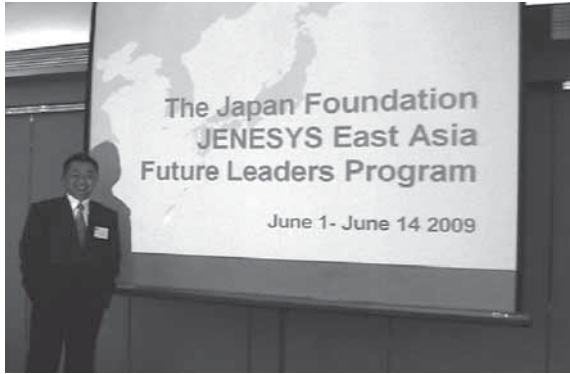 The Japan Foundation
JENESYS East Asia
Future Leaders Program
June 1- June 14 2009